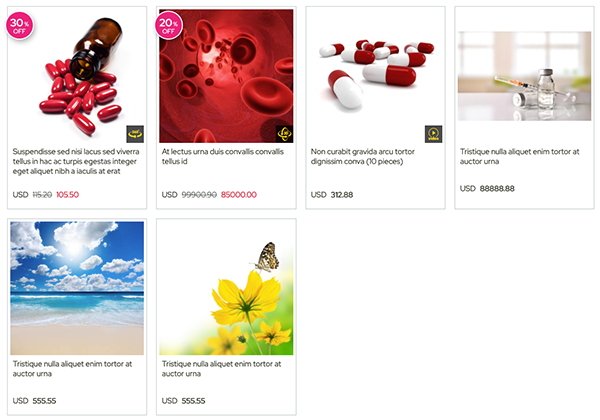 30%
OFF
20%
OFF
video
Suspendisse sed nisi lacus sed viverra
tellus in hac ac turpis egestas integer
eget aliquet nibh a iaculis at erat
USD 115.20 105.50
At lectus urna duis convallis convallis
tellus id
USD 99900.90 85000.00
Non curabit gravida arcu tortor
dignissim conva (10 pieces)
USD 312.88
Tristique nulla aliquet enim tortor at
auctor urna
USD 88888.88
Tristique nulla aliquet enim tortor at
auctor urna
USD 555.55
Tristique nulla aliquet enim tortor at
auctor urna
USD 555.55